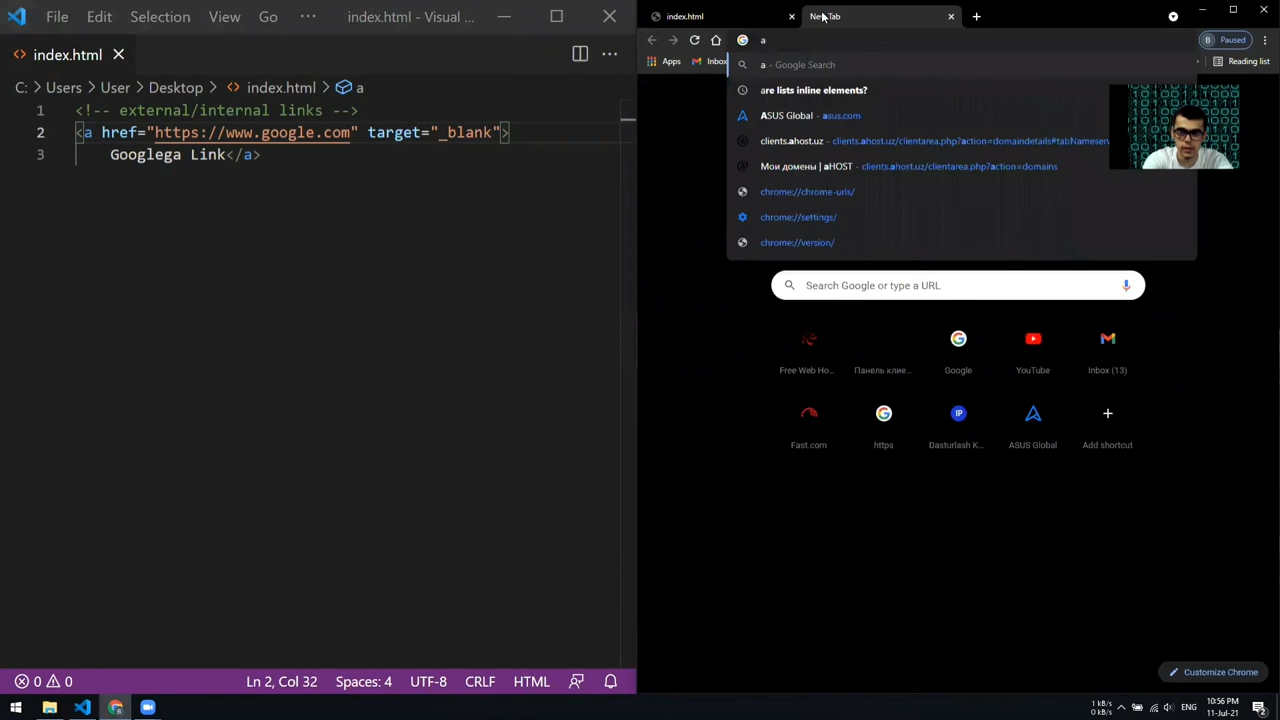 File Edit Selection View Go ··· index.html - Visual ...
index.html
C: > Users > User > Desktop > index.html > a
1 <!-- external/internal links -->
2 <a href="https://www.google.com" target="_blank">
3 Googlega Link</a>
0 0 Ln 2, Col 32 Spaces: 4 UTF-8 CRLF HTML
index.html
New Tab
a
B Paused
Apps
Inbox
Reading list
a - Google Search
are lists inline elements?
ASUS Global - asus.com
clients.ahost.uz - clients.ahost.uz/clientarea.php?action=domaindetails#tabNameserv
Мои домены | aHOST - clients.ahost.uz/clientarea.php?action=domains
chrome://chrome-urls/
chrome://settings/
chrome://version/
Search Google or type a URL
Free Web Ho... Панель клие... Google YouTube Inbox (13)
IP
Fast.com https Dasturlash K... ASUS Global Add shortcut
Customize Chrome
1 kB/s
0 kB/s
ENG
10:56 PM
11-Jul-21
2